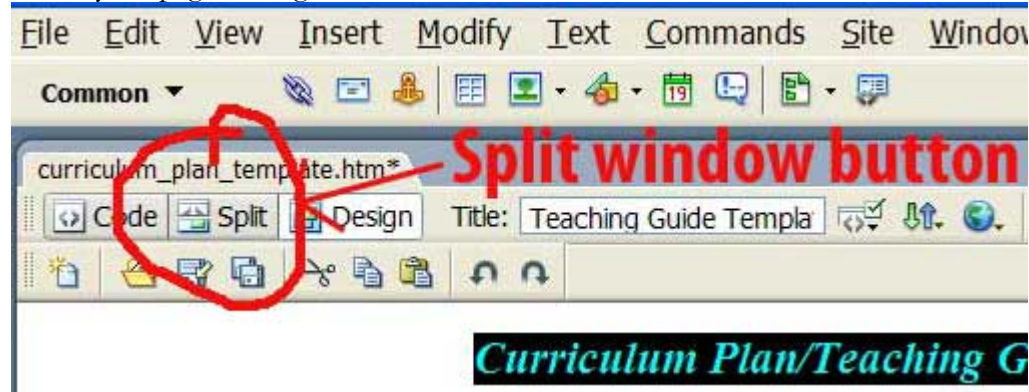 File Edit View Insert Modify Text Commands Site Window
Common
19
Split window button
curriculum_plan_template.htm*
Code Split Design Title: Teaching Guide Templa
Curriculum Plan/Teaching G